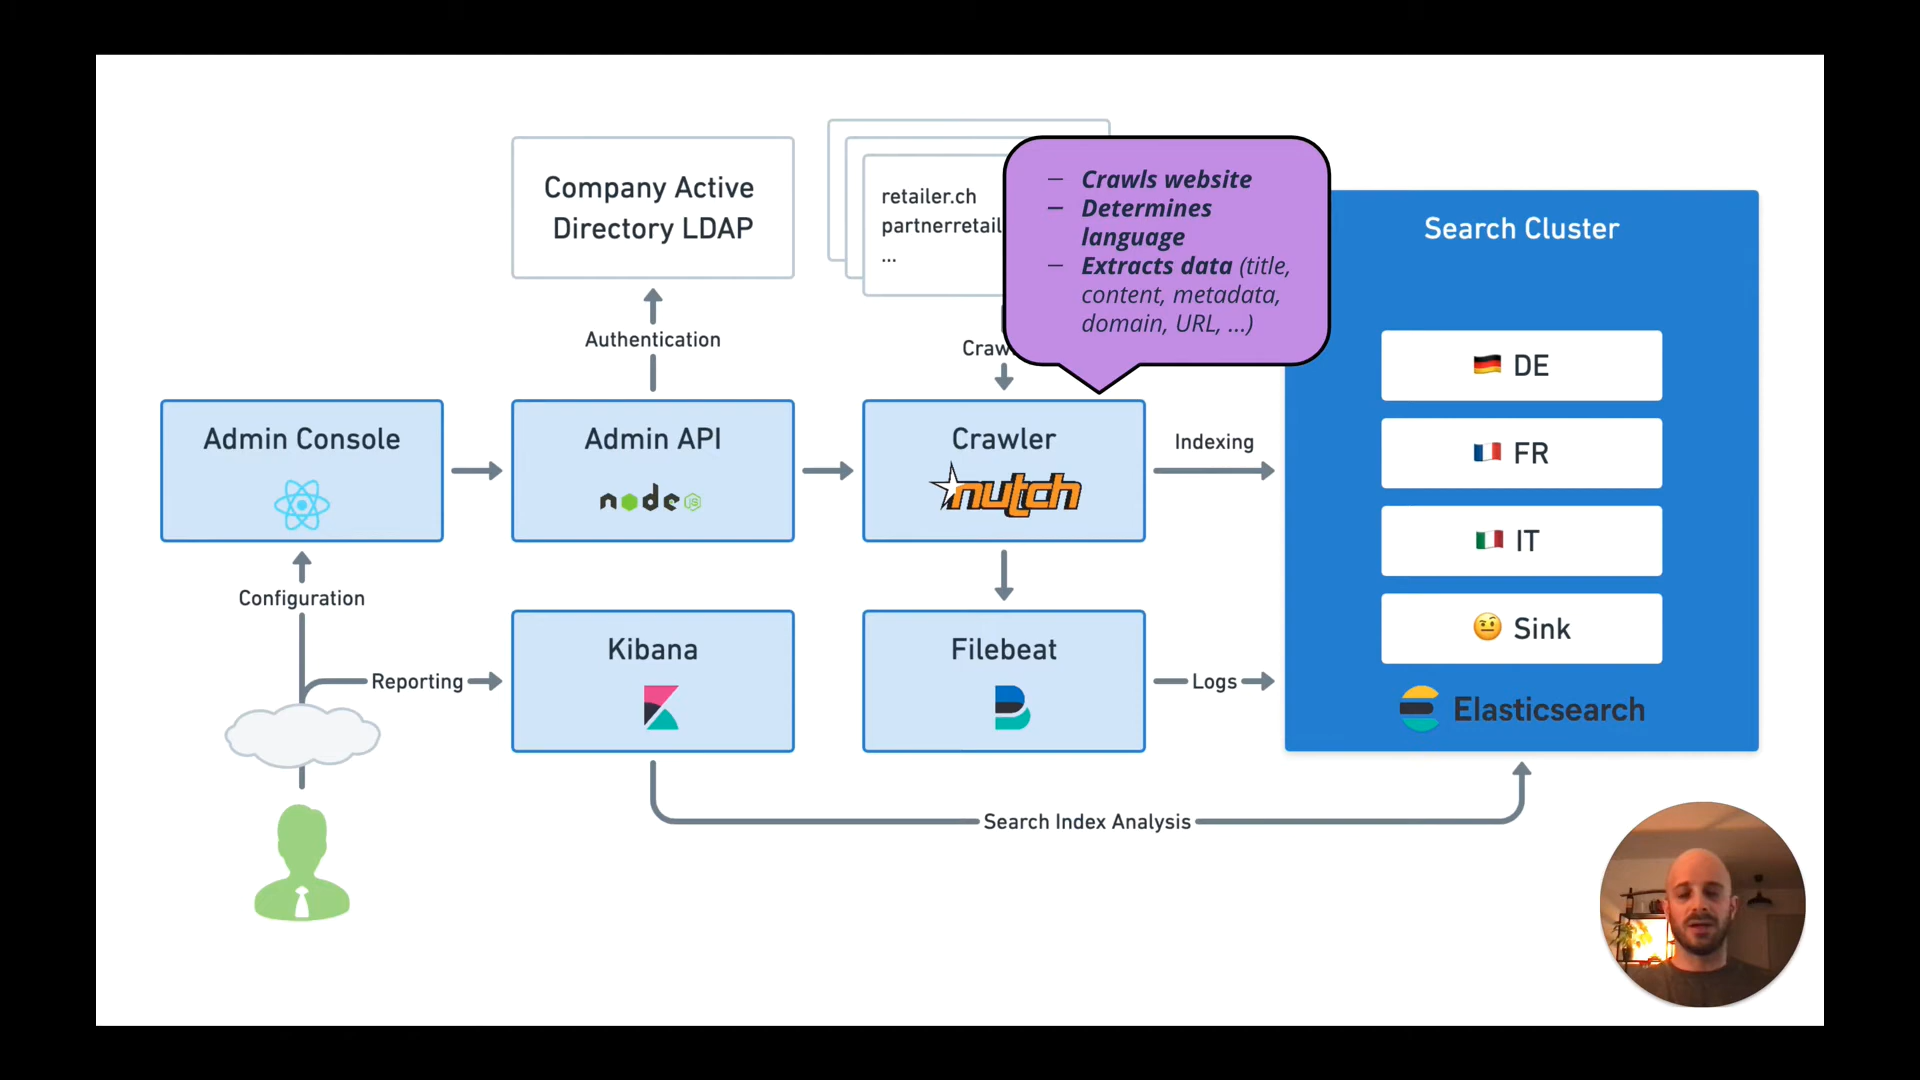 Company Active
Directory LDAP
retailer.ch
partnerretail
...
– Crawls website
– Determines
language
– Extracts data (title,
content, metadata,
domain, URL, ...)
Search Cluster
Authentication
DE
FR
IT
Sink
Elasticsearch
Admin Console
Admin API
node
JS
Crawler
nutch
Indexing
Configuration
Reporting
Kibana
Filebeat
Logs
Search Index Analysis